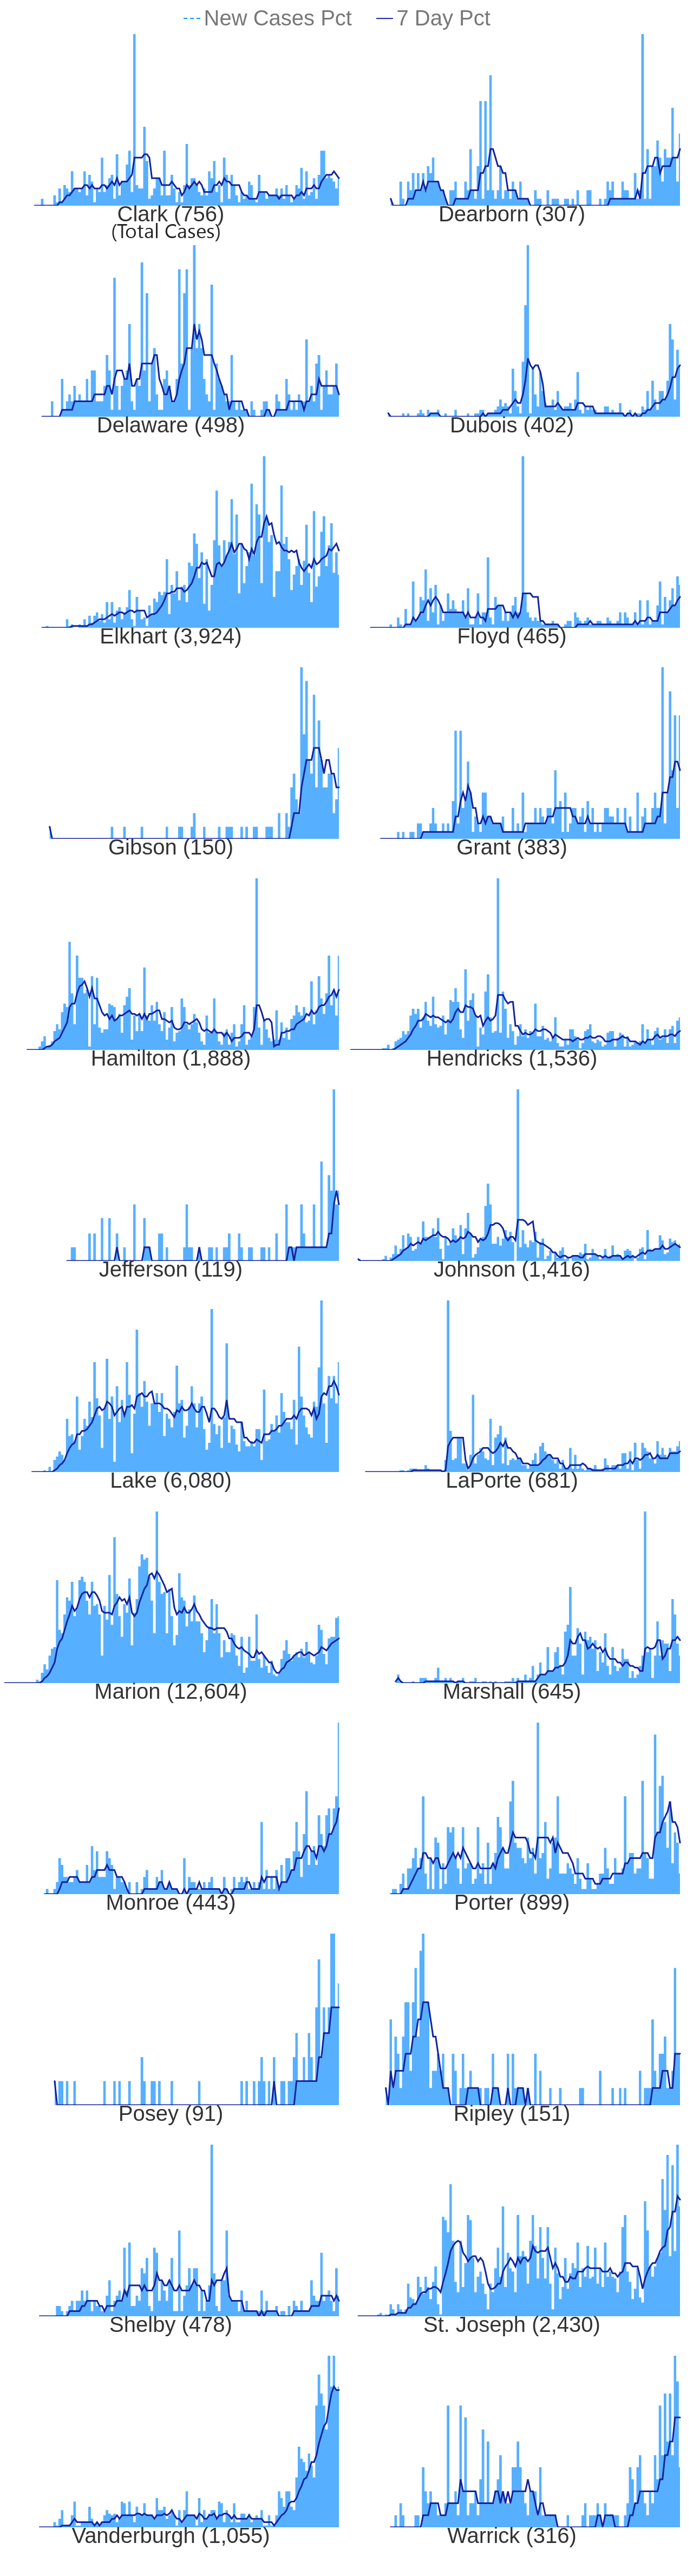 New Cases Pct 7 Day Pct
Clark (756) Dearborn (307)
(Total Cases)
Delaware (498) Dubois (402)
Elkhart (3,924) Floyd (465)
Gibson (150) Grant (383)
Hamilton (1,888) Hendricks (1,536)
Jefferson (119) Johnson (1,416)
Lake (6,080) LaPorte (681)
Marion (12,604) Marshall (645)
Monroe (443) Porter (899)
Posey (91) Ripley (151)
Shelby (478) St. Joseph (2,430)
Vanderburgh (1,055) Warrick (316)